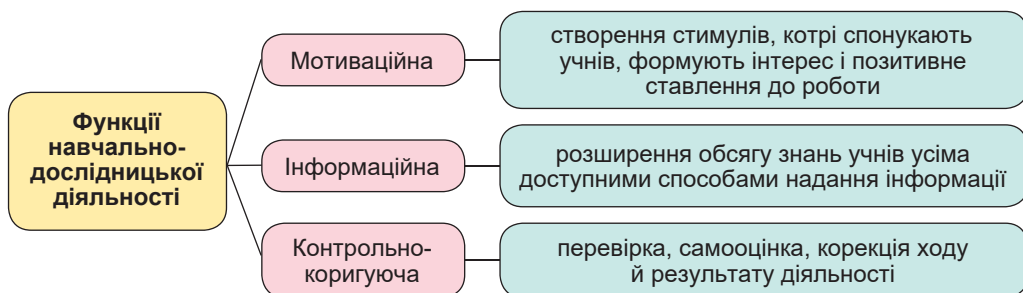 Функції
навчально-
дослідницької
діяльності
Мотиваційна
створення стимулів, котрі спонукають
учнів, формують інтерес і позитивне
ставлення до роботи
Інформаційна
розширення обсягу знань учнів усіма
доступними способами надання інформації
Контрольно-
коригуюча
перевірка, самооцінка, корекція ходу
й результату діяльності